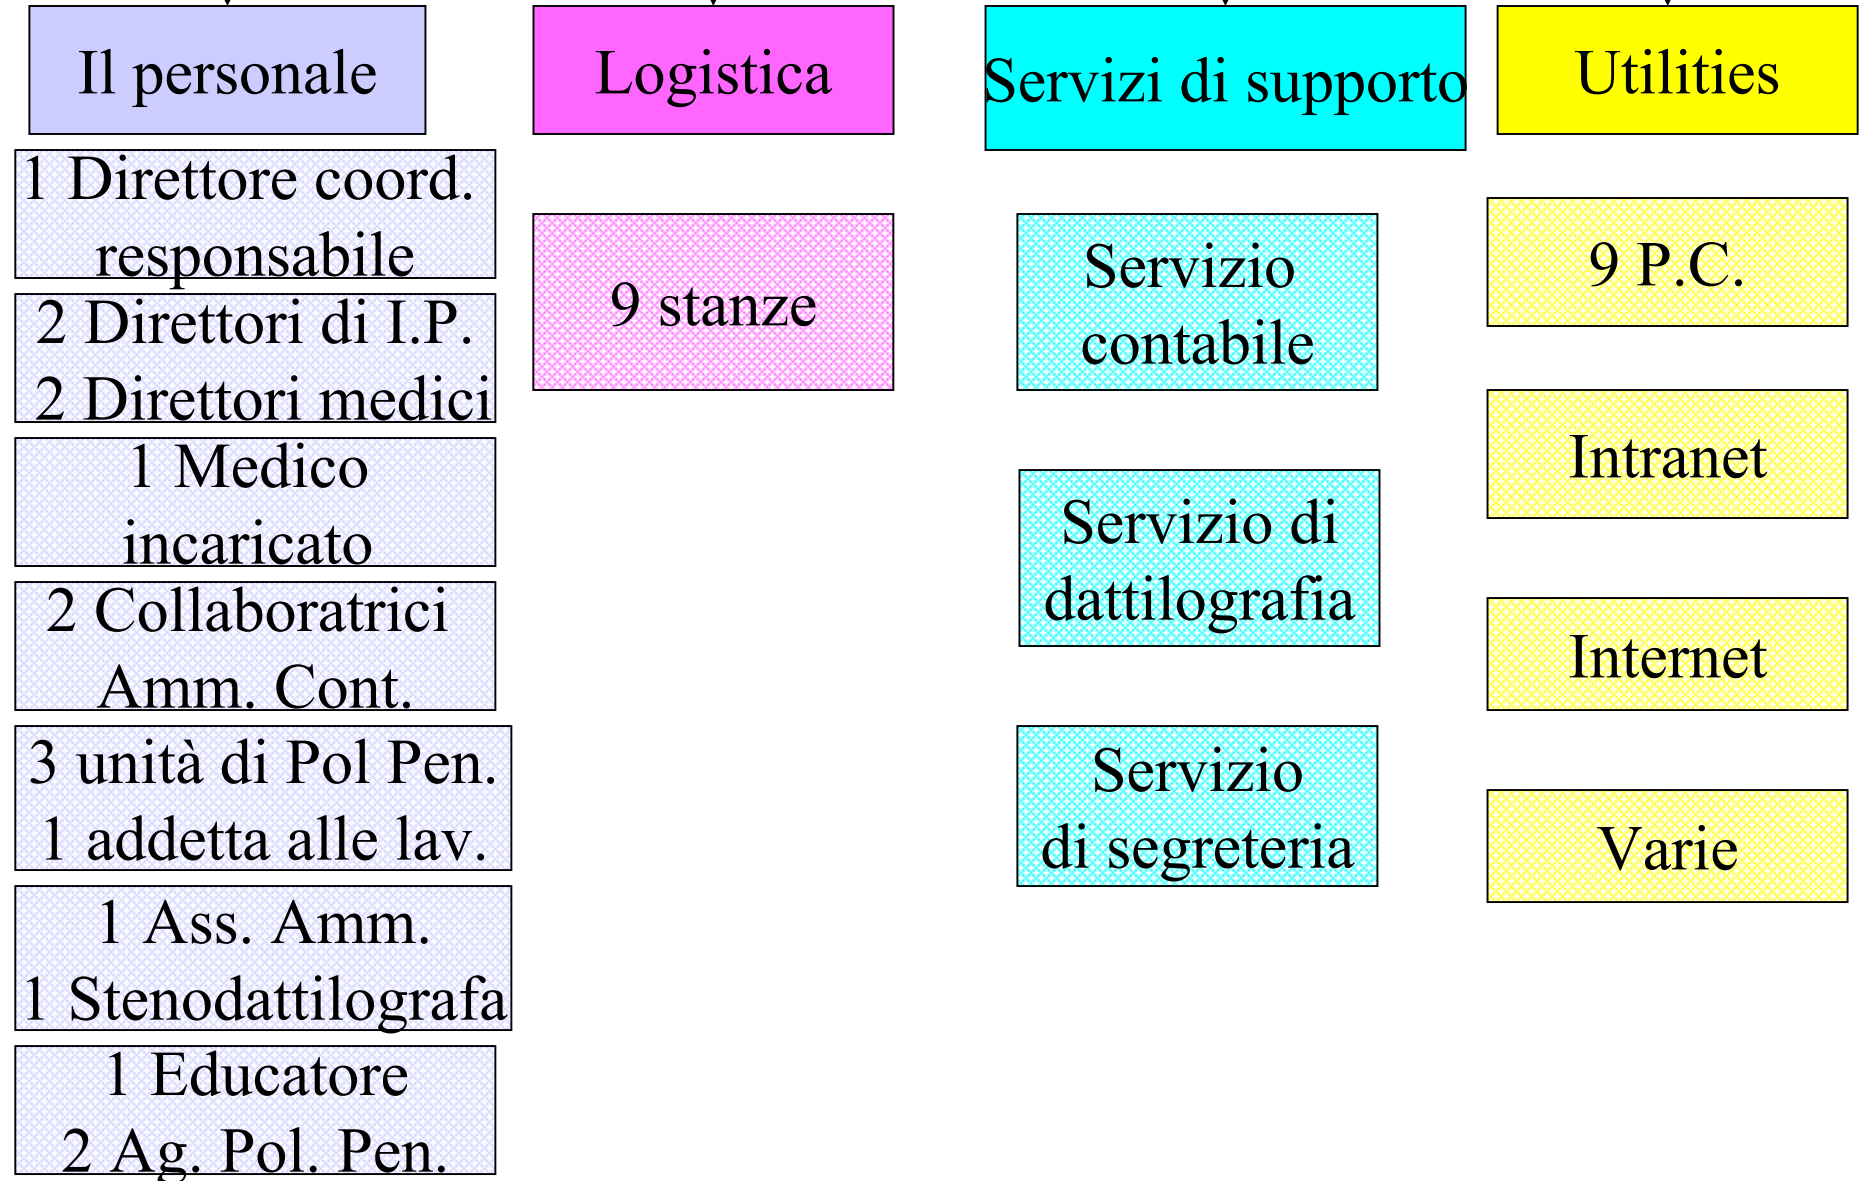 Il personale
1 Direttore coord.
responsabile
2 Direttori di I.P.
2 Direttori medici
1 Medico
incaricato
2 Collaboratrici
Amm. Cont.
3 unità di Pol Pen.
1 addetta alle lav.
1 Ass. Amm.
1 Stenodattilografa
1 Educatore
2 Ag. Pol. Pen.
Logistica
9 stanze
Servizi di supporto
Servizio
contabile
Servizio di
dattilografia
Servizio
di segreteria
Utilities
9 P.C.
Intranet
Internet
Varie